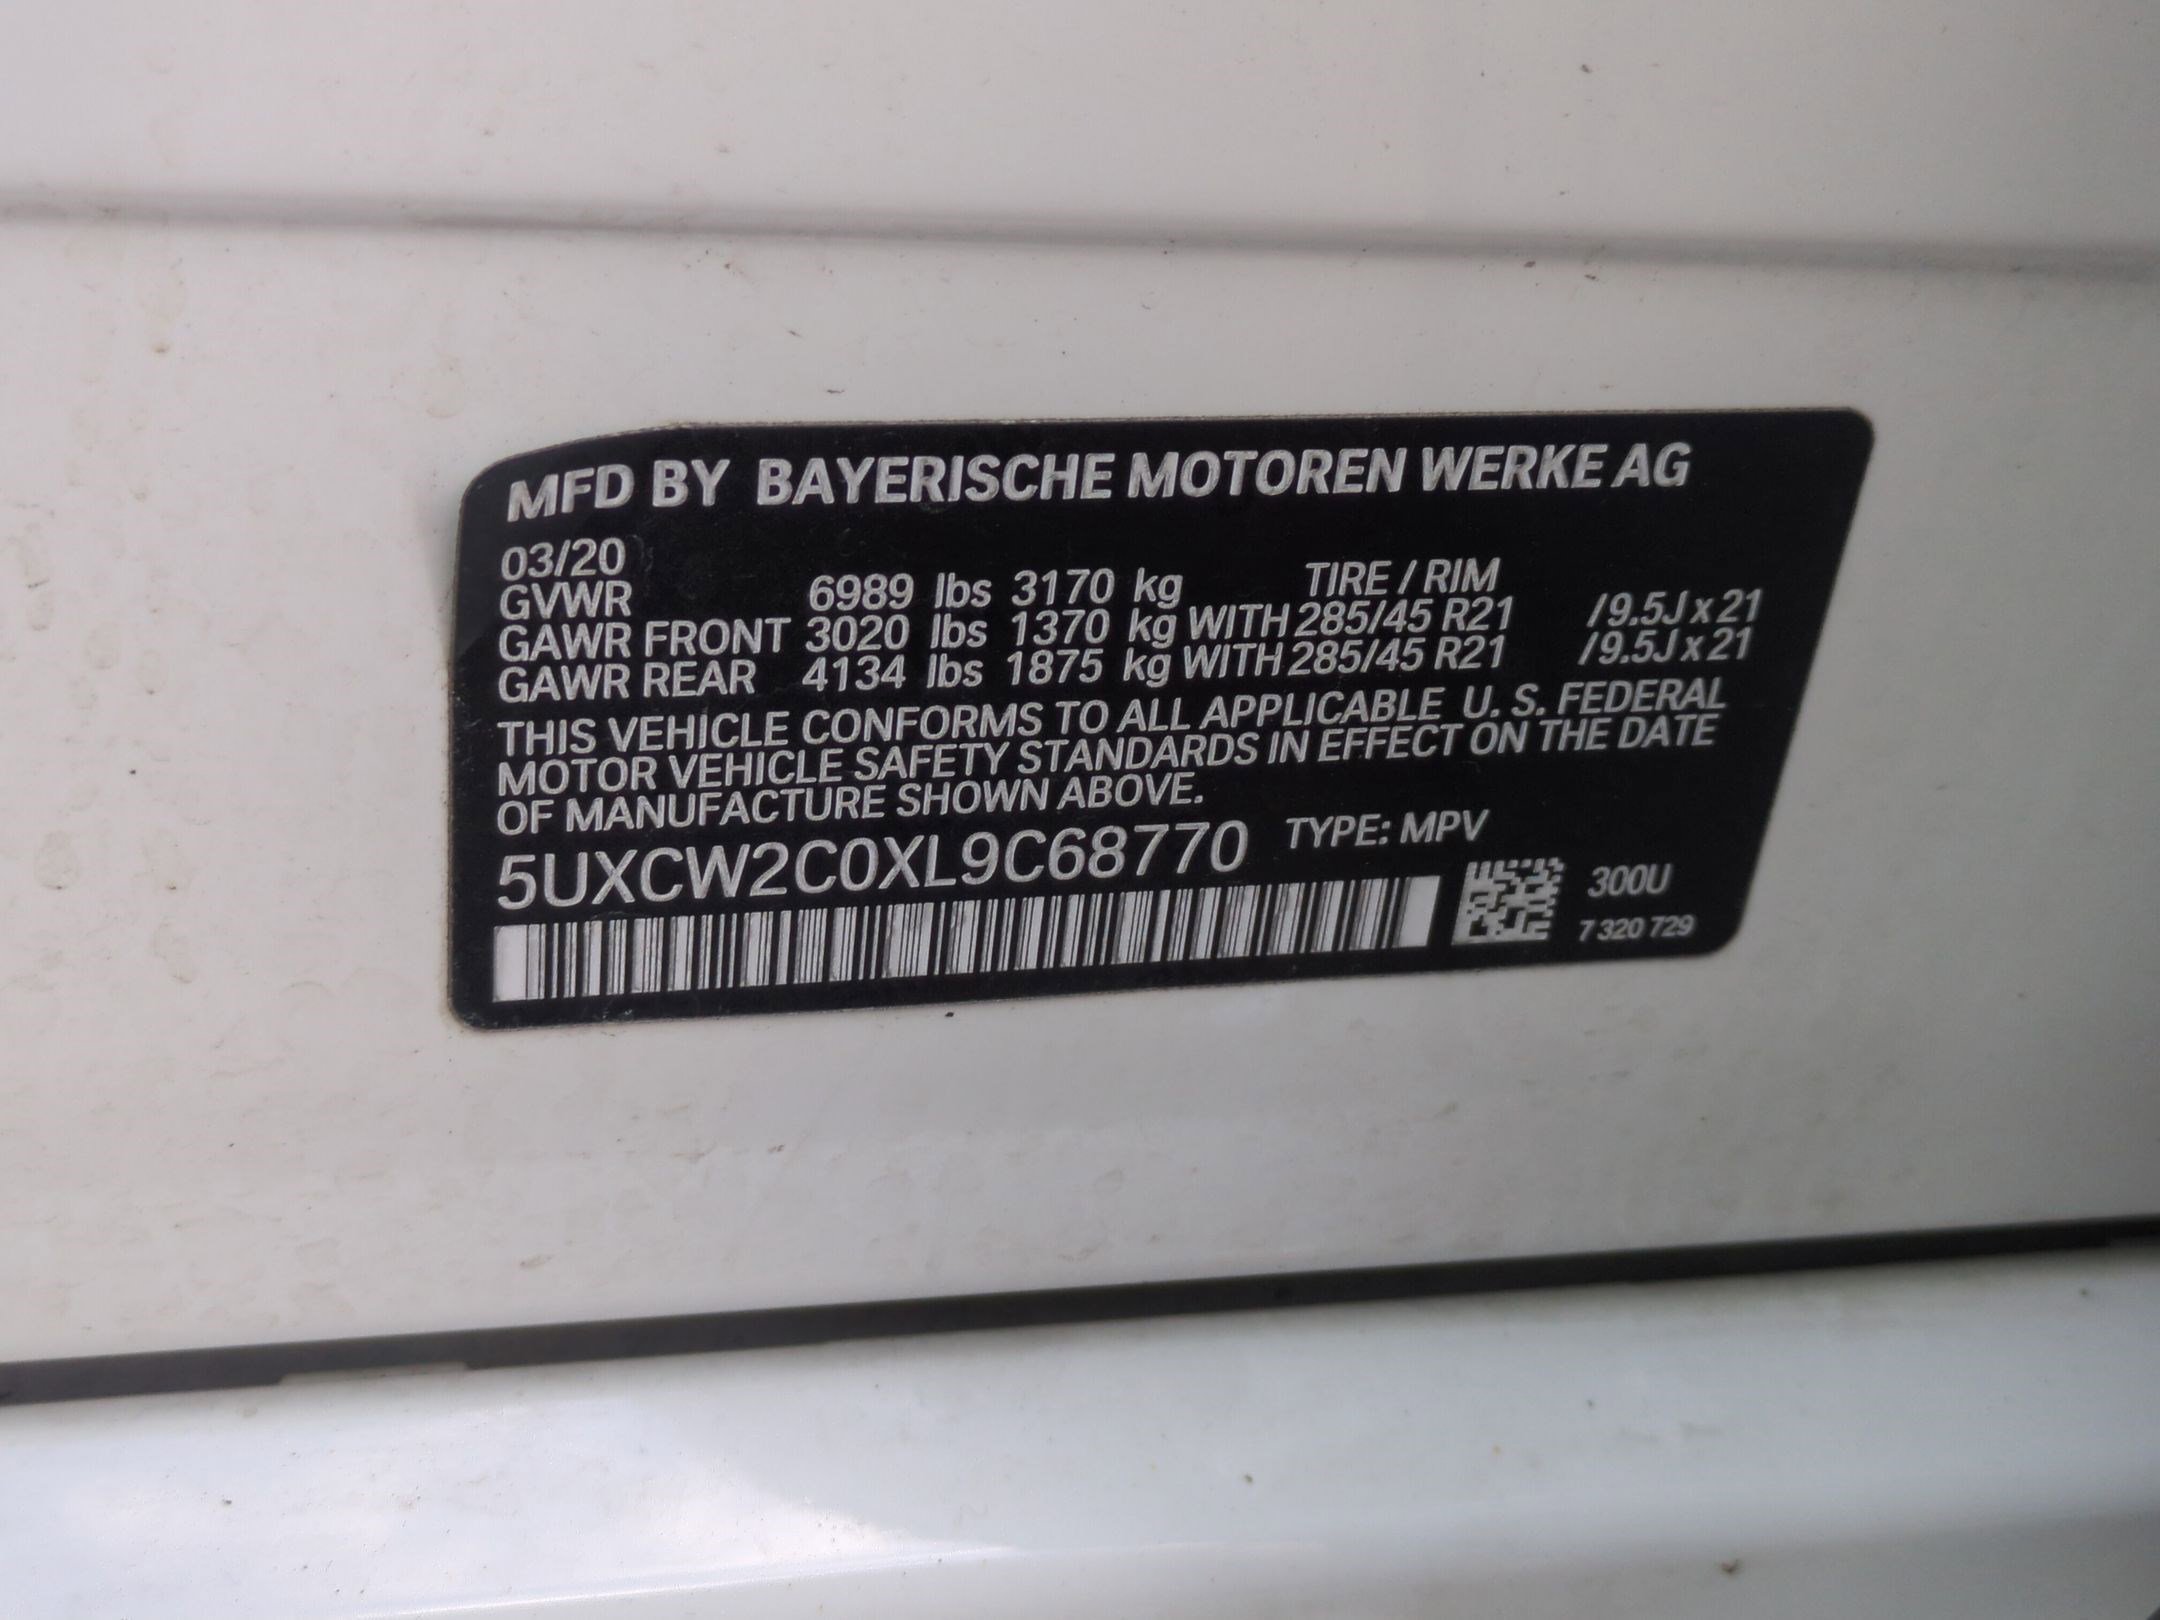 MFD BY BAYERISCHE MOTOREN WERKE AG
03/20
GVWR 6989 lbs 3170 kg TIRE / RIM
GAWR FRONT 3020 lbs 1370 kg WITH 285/45 R21 /9.5J x 21
GAWR REAR 4134 lbs 1875 kg WITH 285/45 R21 /9.5J x 21
THIS VEHICLE CONFORMS TO ALL APPLICABLE U. S. FEDERAL
MOTOR VEHICLE SAFETY STANDARDS IN EFFECT ON THE DATE
OF MANUFACTURE SHOWN ABOVE.
5UXCW2C0XL9C68770 TYPE: MPV
300U
7 320 729